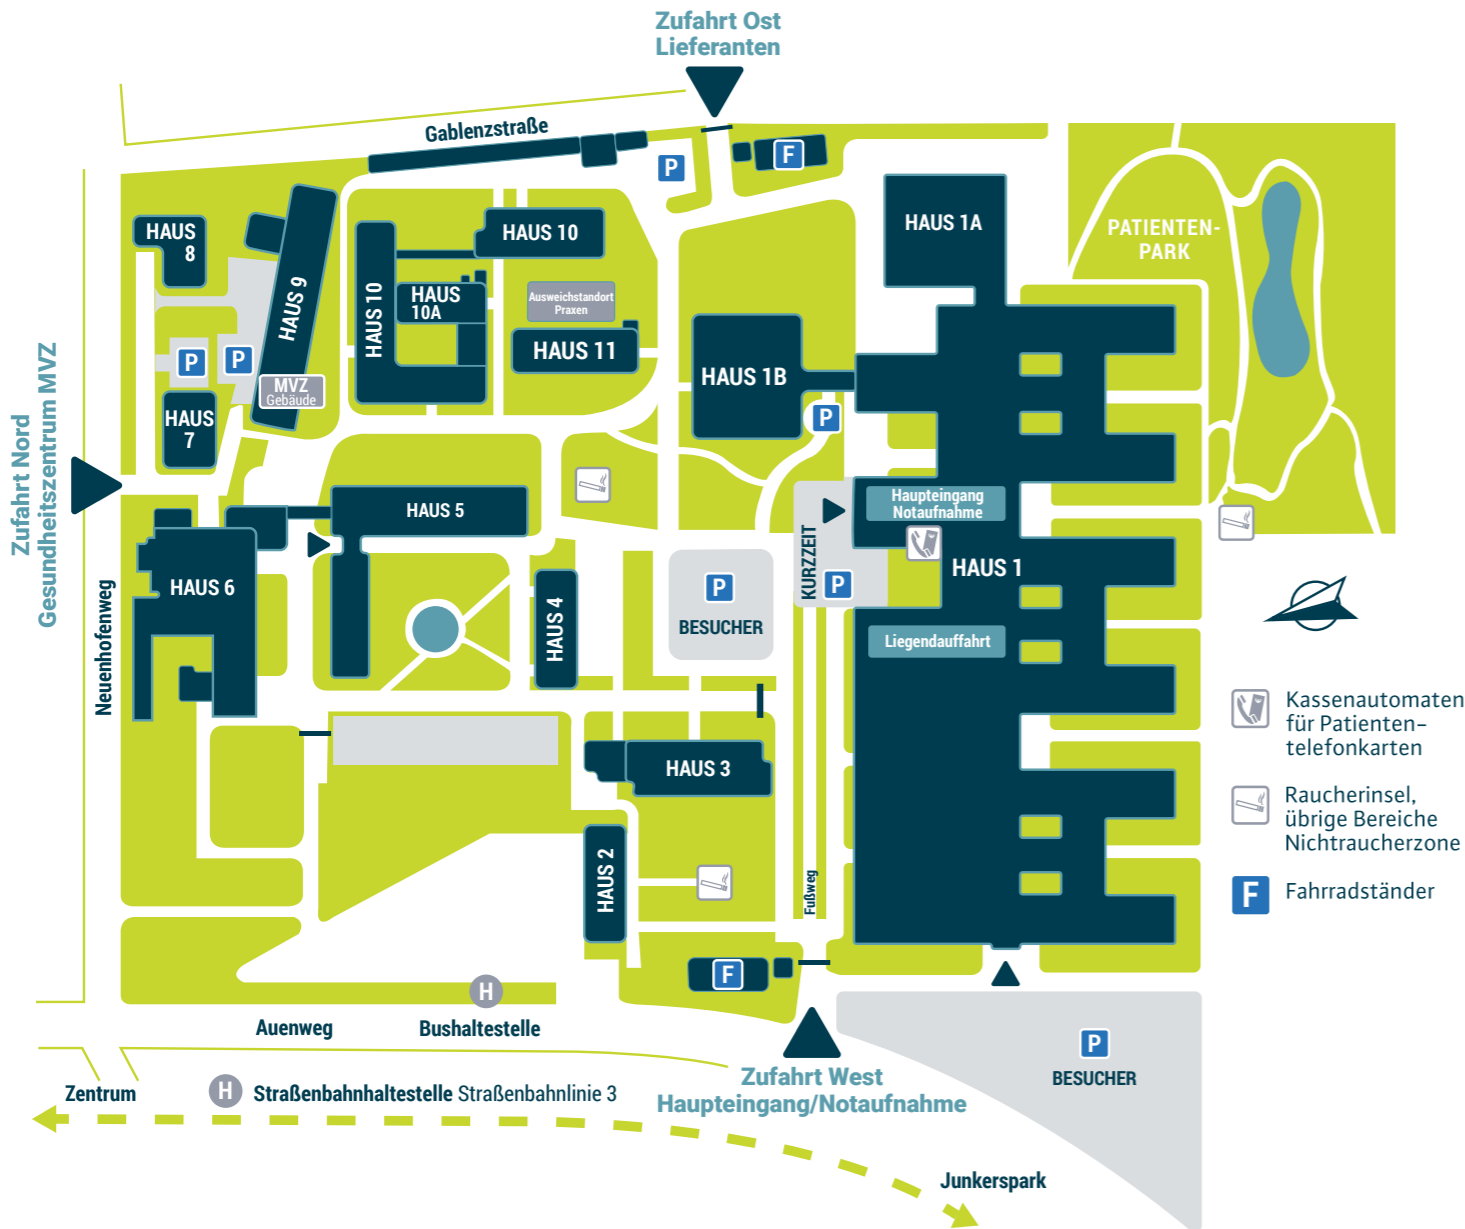 Zufahrt Ost
Lieferanten
Gablenzstraße
P
F
HAUS
8
HAUS 9
HAUS 10
HAUS 10
HAUS
10A
Ausweichstandort
Praxen
HAUS 11
HAUS 1A
PATIENTEN-
PARK
P
P
MVZ
Gebäude
HAUS
7
HAUS 1B
P
Zufahrt Nord
Gesundheitszentrum MVZ
Neuenhofenweg
HAUS 5
HAUS 6
HAUS 4
P
BESUCHER
KURZZEIT
P
Haupteingang
Notaufnahme
HAUS 1
Liegendauffahrt
HAUS 3
HAUS 2
Fußweg
F
Kassenautomaten
für Patienten-
telefonkarten
Raucherinsel,
übrige Bereiche
Nichtraucherzone
F
Fahrradständer
H
Auenweg
Bushaltestelle
Zentrum
H
Straßenbahnhaltestelle Straßenbahnlinie 3
Zufahrt West
Haupteingang/Notaufnahme
P
BESUCHER
Junkerspark